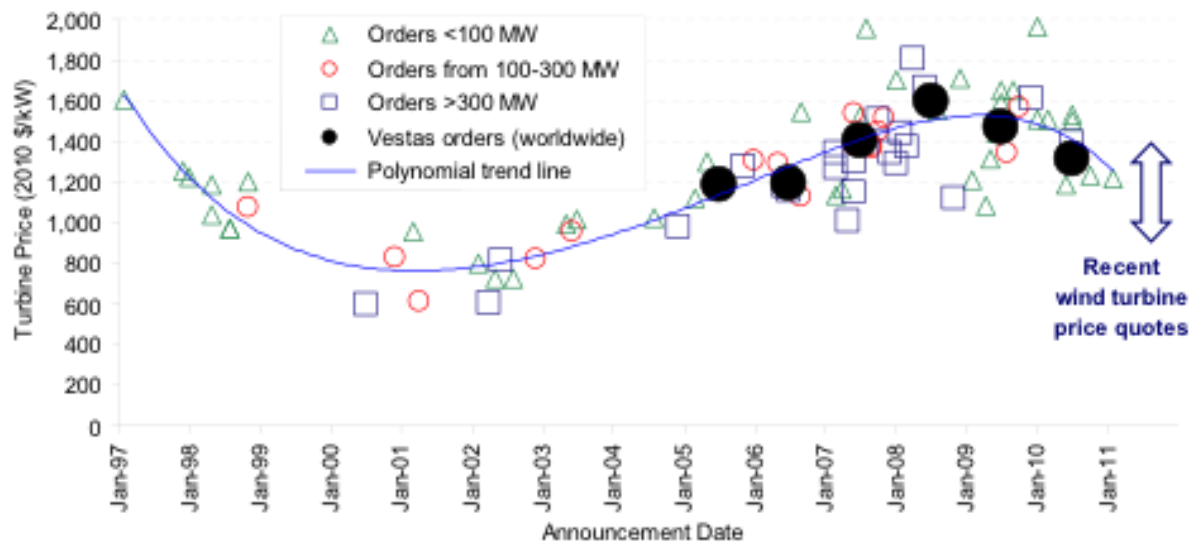 2,000
1,800
1,600
1,400
1,200
1,000
800
600
400
200
0
Turbine Price (2010 $/kW)
Orders <100 MW
Orders from 100-300 MW
Orders >300 MW
Vestas orders (worldwide)
Polynomial trend line
Recent
wind turbine
price quotes
Jan-97
Jan-98
Jan-99
Jan-00
Jan-01
Jan-02
Jan-03
Jan-04
Jan-05
Jan-06
Jan-07
Jan-08
Jan-09
Jan-10
Jan-11
Announcement Date